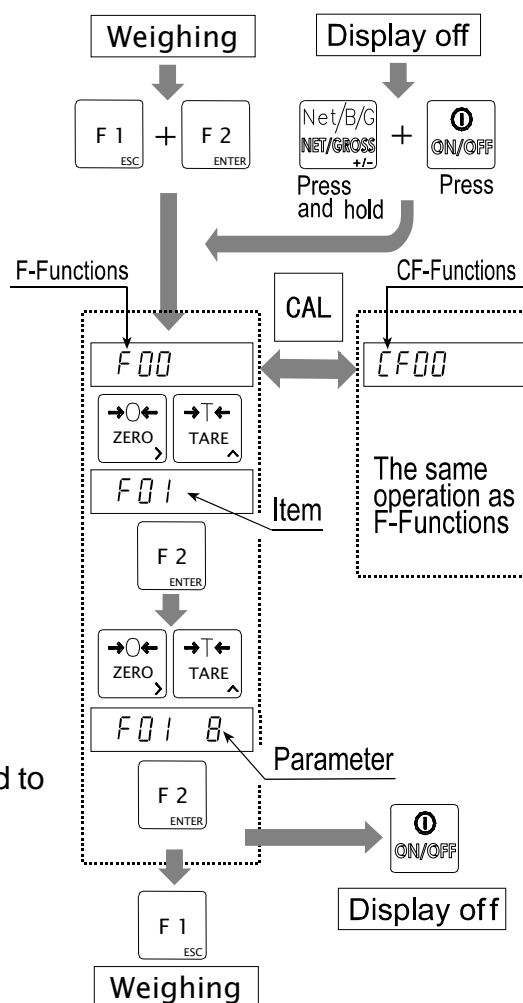 Weighing
Display off
F 1
ESC
+
F 2
ENTER
Net/B/G
NET/GROSS
+/-
+
ON/OFF
Press
and hold
Press
F-Functions
CF-Functions
CAL
F00
CF00
→O←
ZERO
→T←
TARE
F01
Item
The same
operation as
F-Functions
F 2
ENTER
→O←
ZERO
→T←
TARE
F01 8
Parameter
d to
F 2
ENTER
ON/OFF
Display off
F 1
ESC
Weighing